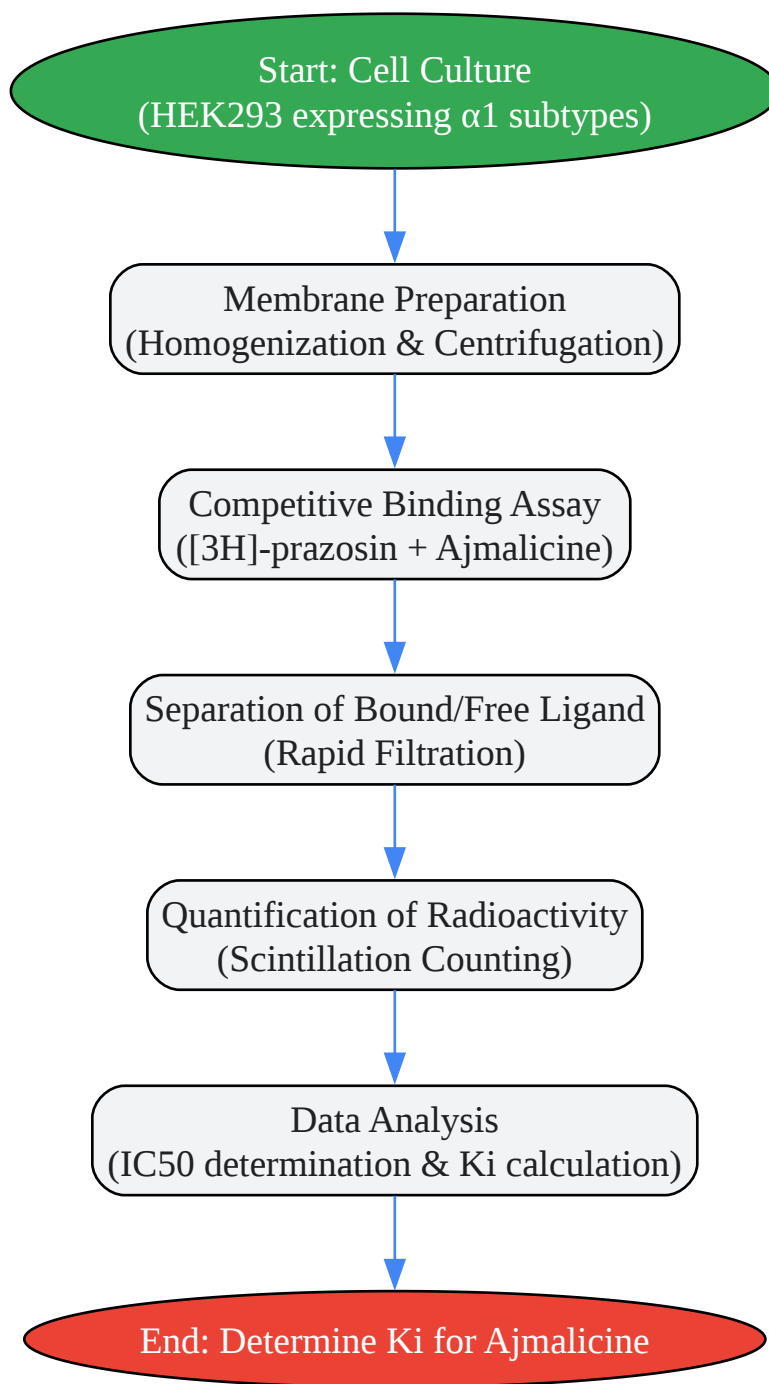 Start: Cell Culture
(HEK293 expressing α1 subtypes)
Membrane Preparation
(Homogenization & Centrifugation)
Competitive Binding Assay
([3H]-prazosin + Ajmalicine)
Separation of Bound/Free Ligand
(Rapid Filtration)
Quantification of Radioactivity
(Scintillation Counting)
Data Analysis
(IC50 determination & Ki calculation)
End: Determine Ki for Ajmalicine